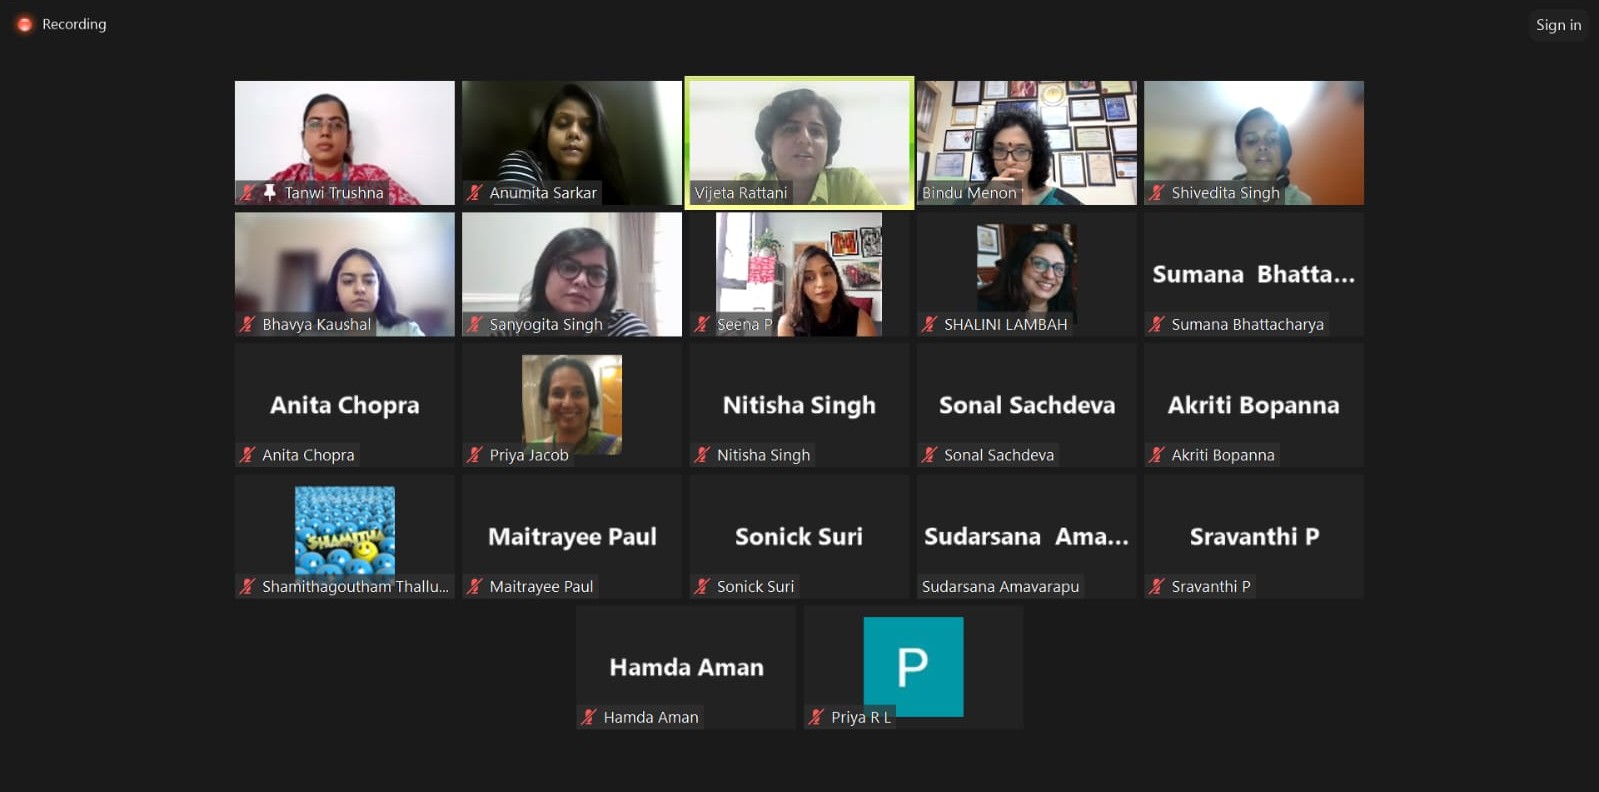 Recording
Sign in
Tanwi Trushna
Anumita Sarkar
Vijeta Rattani
Bindu Menon
Shivedita Singh
Bhavya Kaushal
Sanyogita Singh
Seena P
SHALINI LAMBAH
Sumana Bhatta...
Sumana Bhattacharya
Anita Chopra
Anita Chopra
Priya Jacob
Nitisha Singh
Nitisha Singh
Sonal Sachdeva
Sonal Sachdeva
Akriti Bopanna
Akriti Bopanna
SHAMITHA
Shamithagoutham Thallu...
Maitrayee Paul
Maitrayee Paul
Sonick Suri
Sonick Suri
Sudarsana Ama...
Sudarsana Amavarapu
Sravanthi P
Sravanthi P
Hamda Aman
Hamda Aman
P
Priya R L